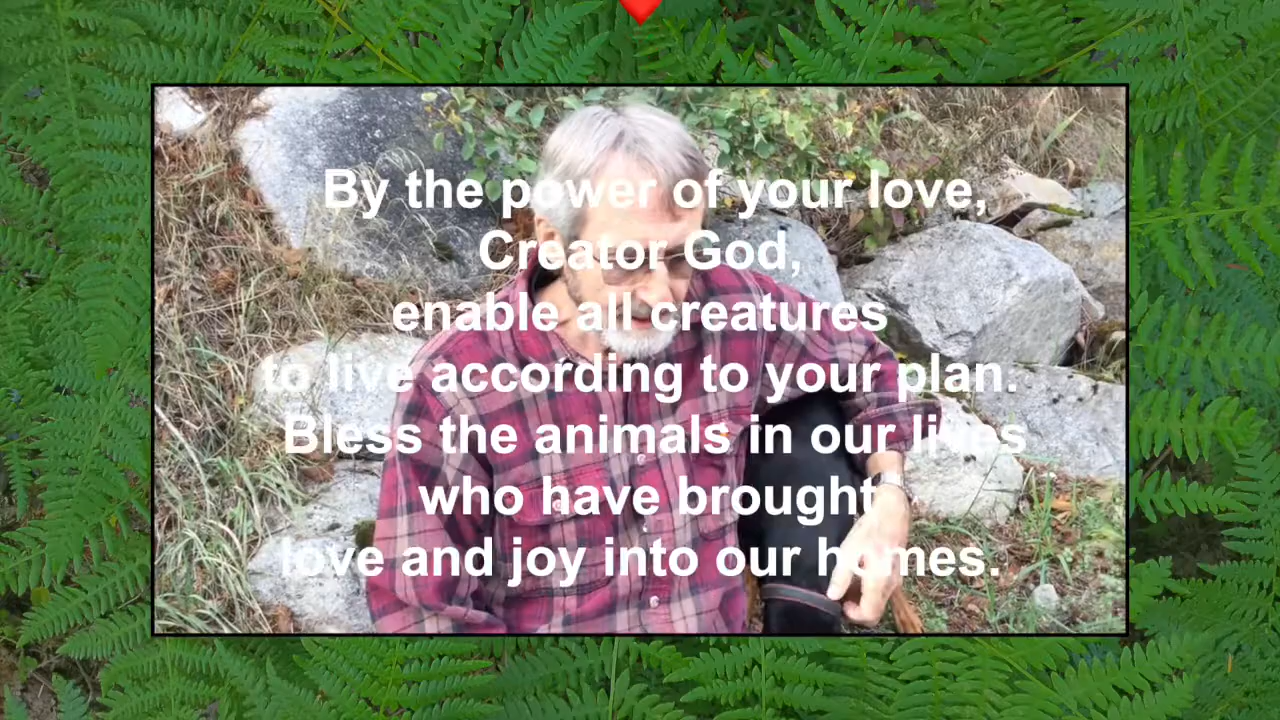 By the power of your love,
Creator God,
enable all creatures
to live according to your plan.
Bless the animals in our lives
who have brought
love and joy into our homes.